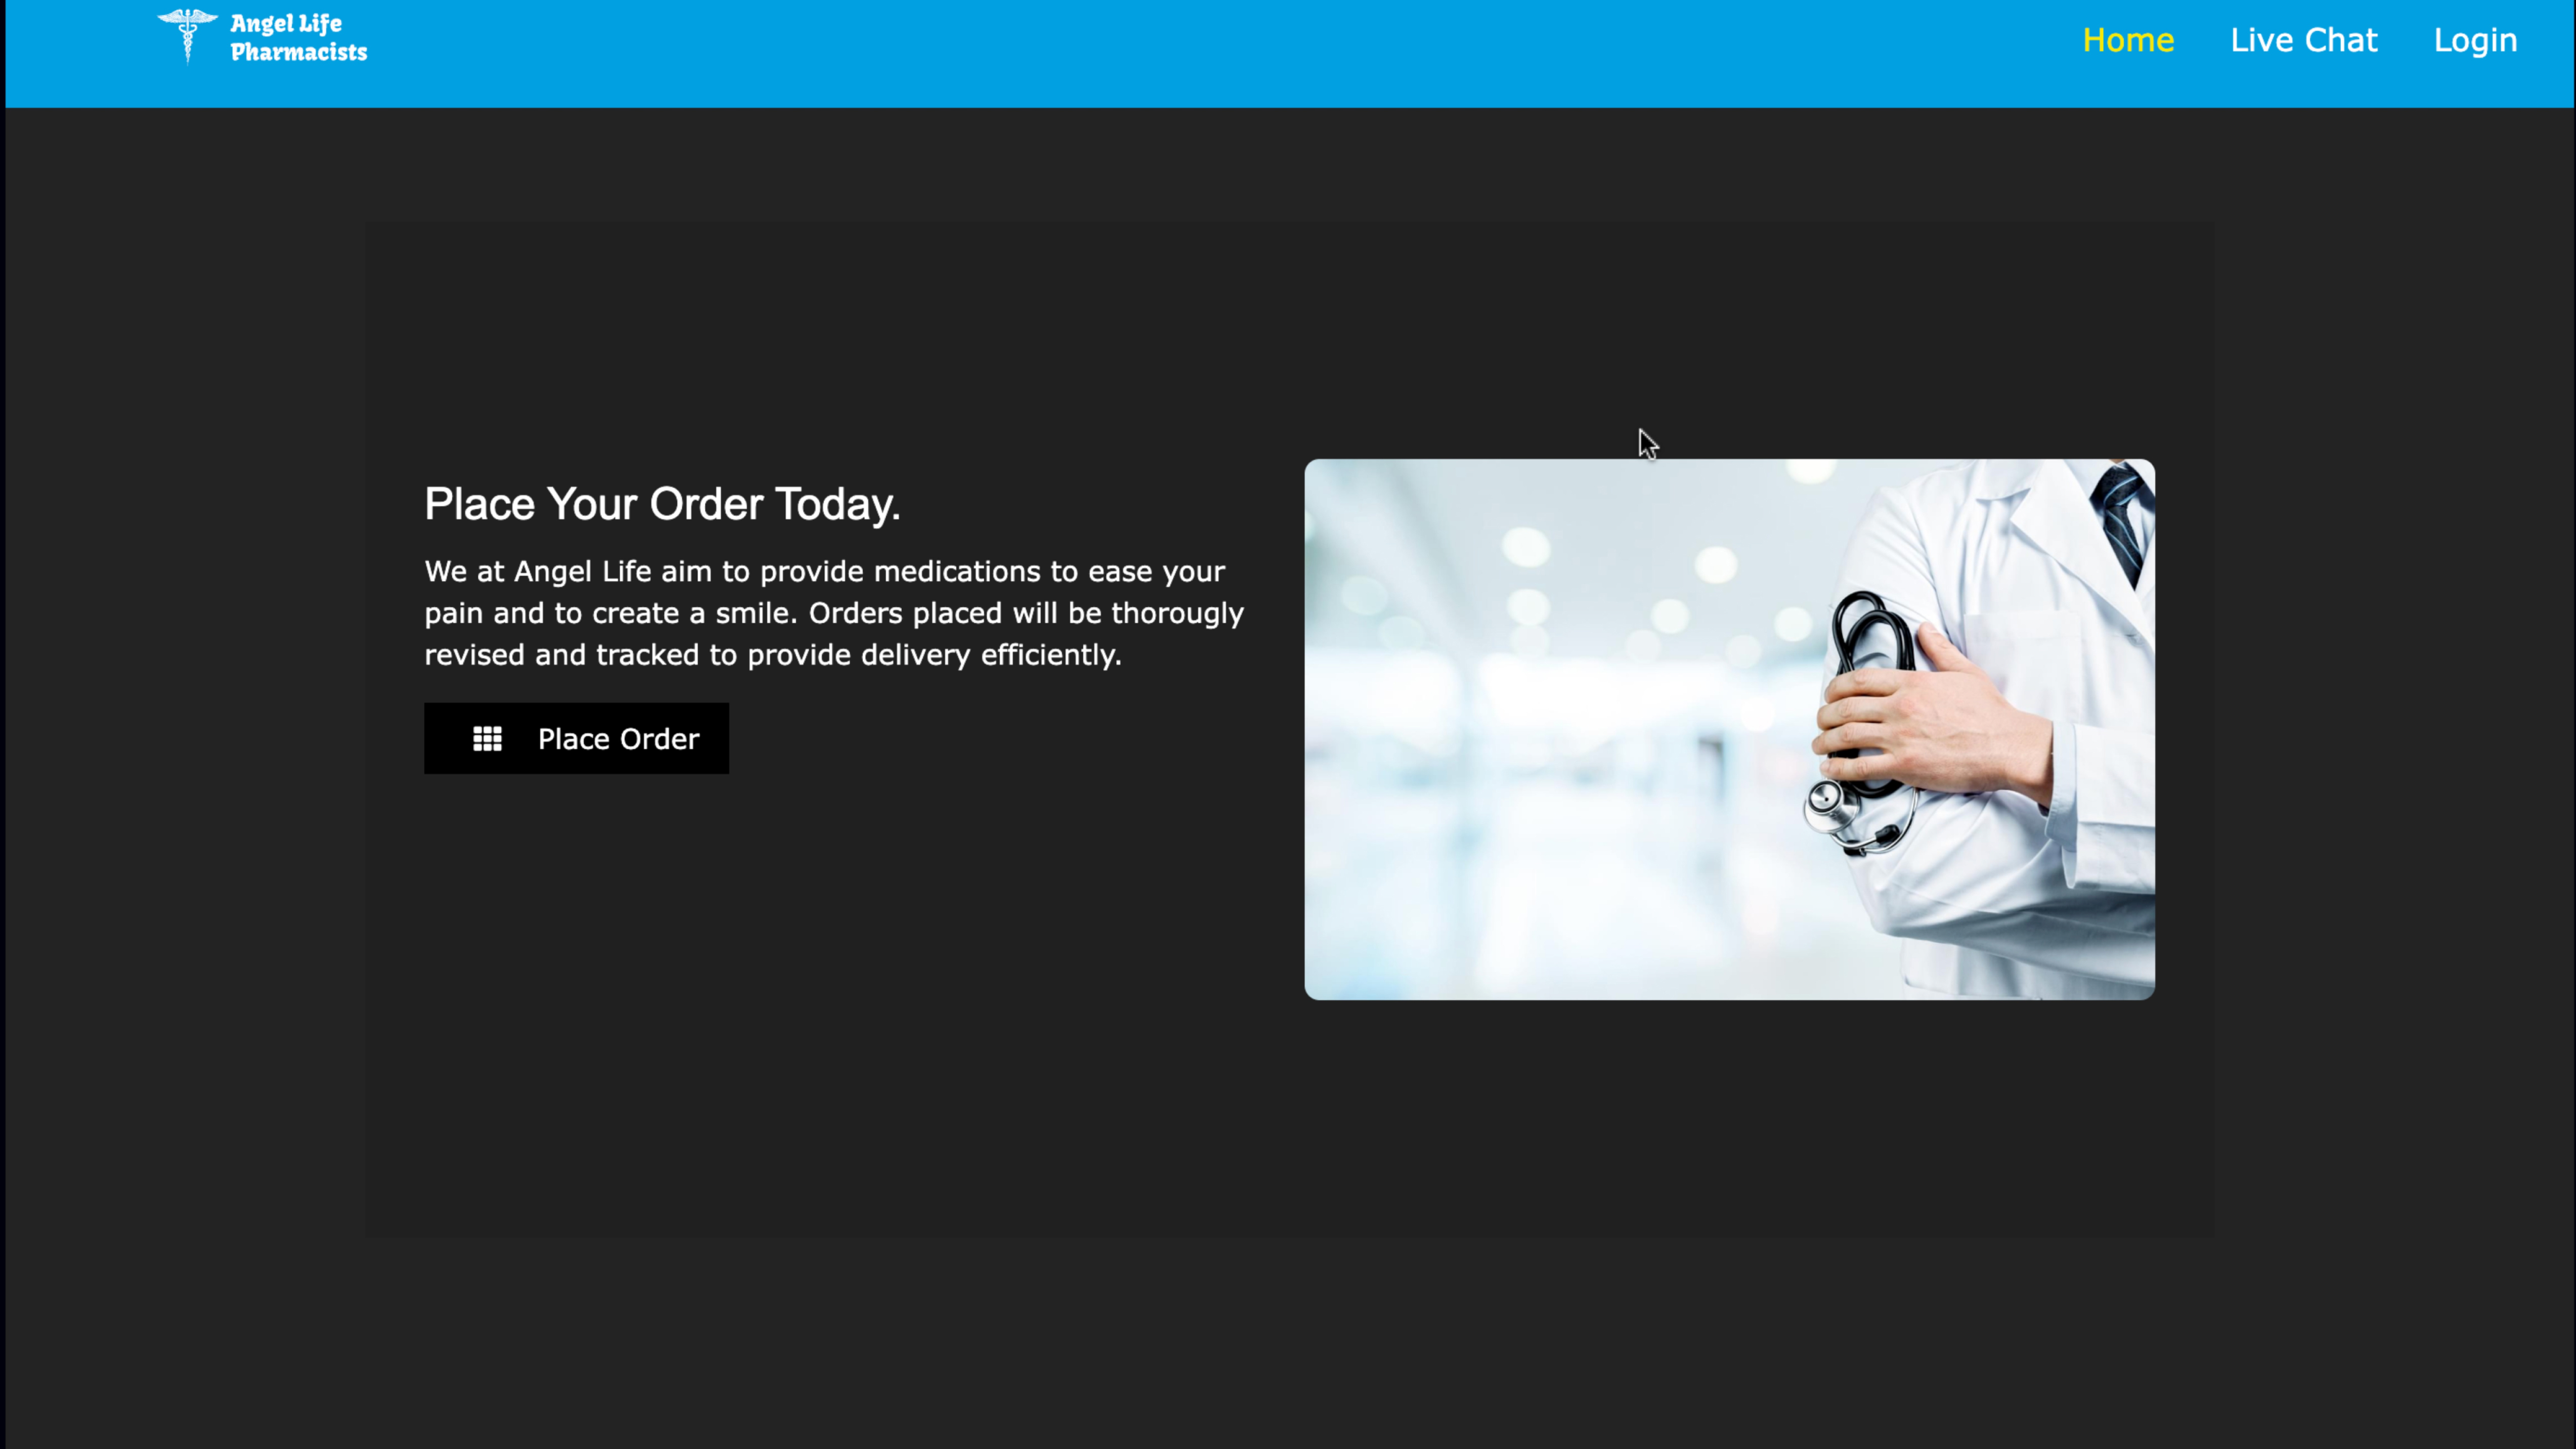 Angel Life
Pharmacists
Home
Live Chat
Login
Place Your Order Today.
We at Angel Life aim to provide medications to ease your
pain and to create a smile. Orders placed will be thorougly
revised and tracked to provide delivery efficiently.
Place Order